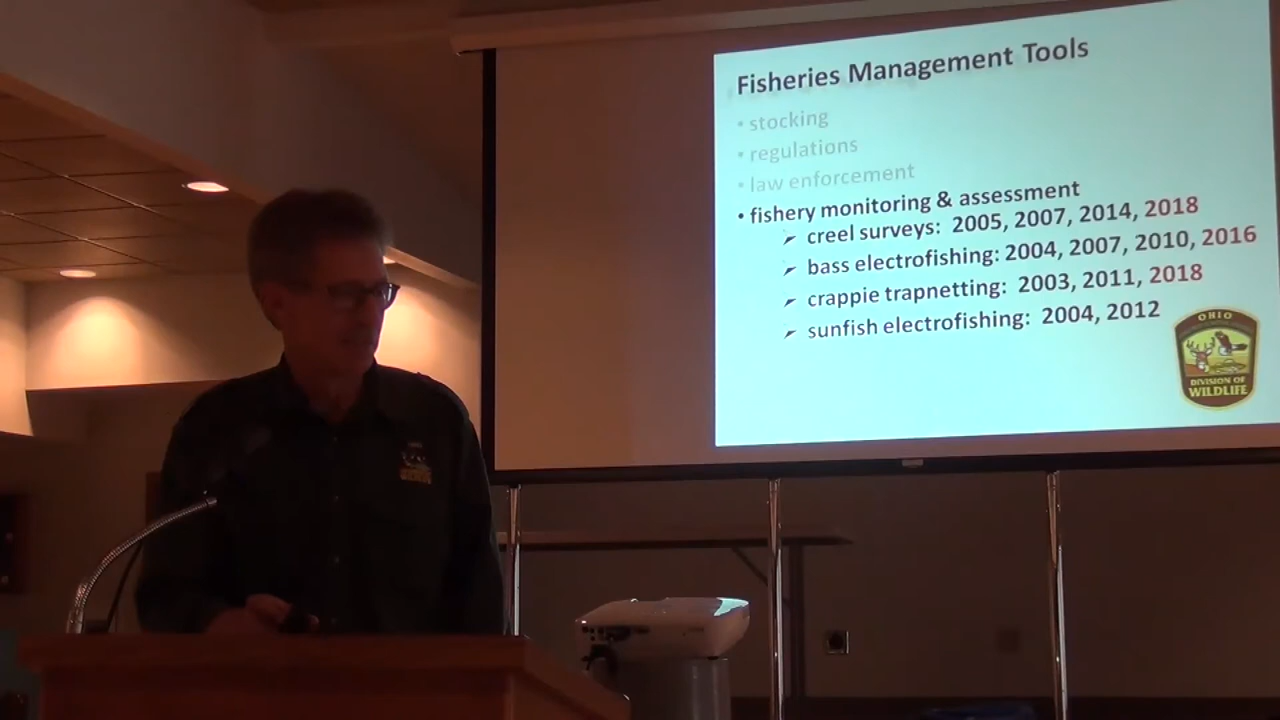 Fisheries Management Tools
• stocking
• regulations
• law enforcement
• fishery monitoring & assessment
➢ creel surveys: 2005, 2007, 2014, 2018
➢ bass electrofishing: 2004, 2007, 2010, 2016
➢ crappie trapnetting: 2003, 2011, 2018
➢ sunfish electrofishing: 2004, 2012
OHIO
DIVISION OF
WILDLIFE